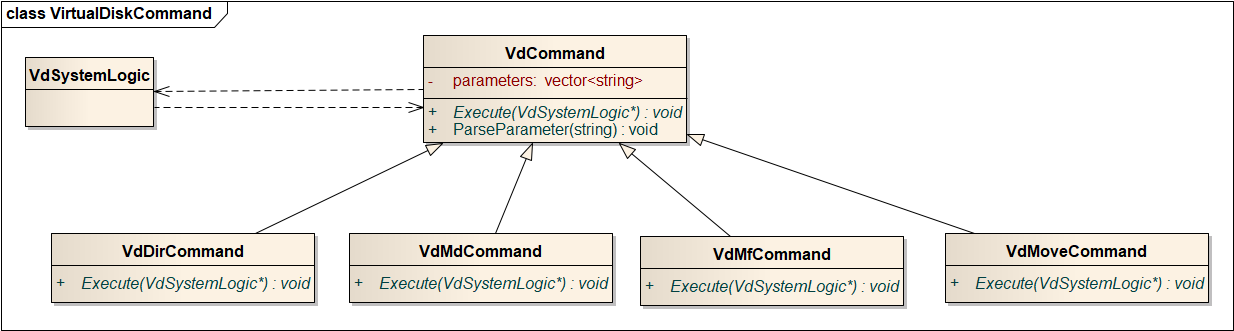 class VirtualDiskCommand
VdCommand
- parameters: vector<string>
+ Execute(VdSystemLogic*) : void
+ ParseParameter(string) : void
VdSystemLogic
VdDirCommand
+ Execute(VdSystemLogic*) : void
VdMdCommand
+ Execute(VdSystemLogic*) : void
VdMfCommand
+ Execute(VdSystemLogic*) : void
VdMoveCommand
+ Execute(VdSystemLogic*) : void